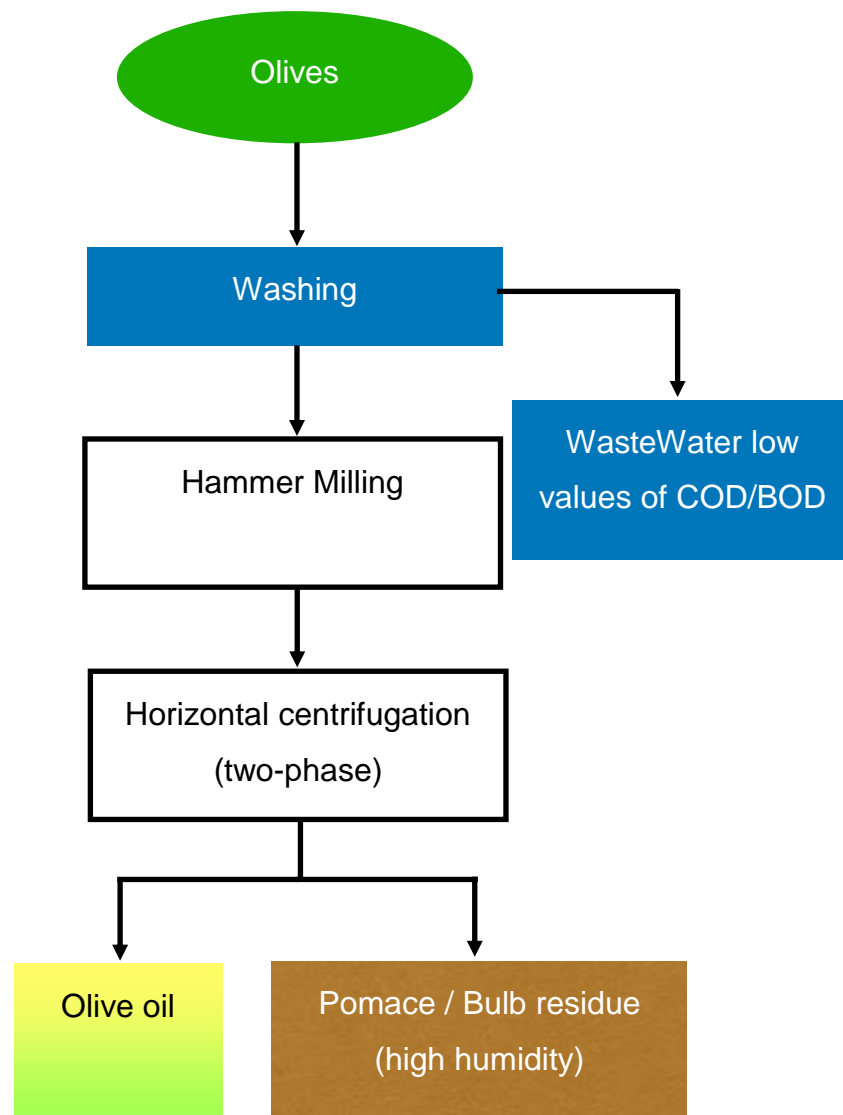 Olives
Washing
WasteWater low
values of COD/BOD
Hammer Milling
Horizontal centrifugation
(two-phase)
Olive oil
Pomace / Bulb residue
(high humidity)